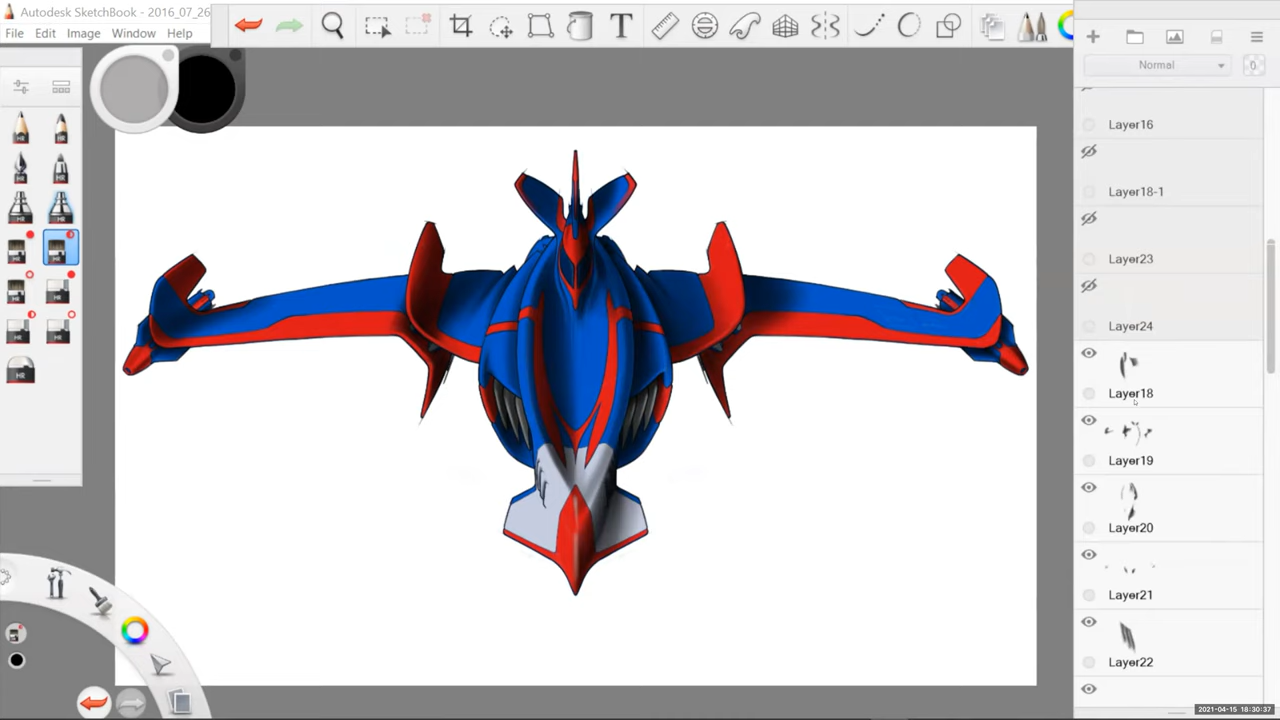 Autodesk SketchBook - 2016_07_26
File Edit Image Window Help
T
Normal
0
Layer16
Layer18-1
Layer23
Layer24
Layer18
Layer19
Layer20
Layer21
Layer22
2021-04-15 18:30:37